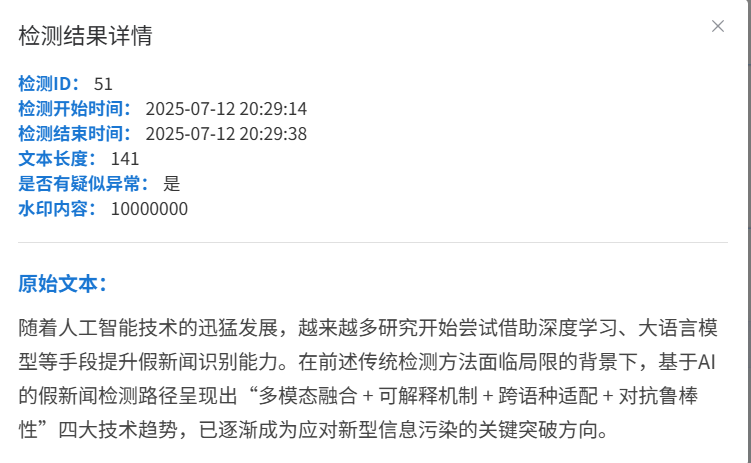 检测结果详情
检测ID： 51
检测开始时间： 2025-07-12 20:29:14
检测结束时间： 2025-07-12 20:29:38
文本长度： 141
是否有疑似异常： 是
水印内容： 10000000
原始文本：
随着人工智能技术的迅猛发展，越来越多研究开始尝试借助深度学习、大语言模
型等手段提升假新闻识别能力。在前述传统检测方法面临局限的背景下，基于AI
的假新闻检测路径呈现出“多模态融合 + 可解释机制 + 跨语种适配 + 对抗鲁棒
性”四大技术趋势，已逐渐成为应对新型信息污染的关键突破方向。